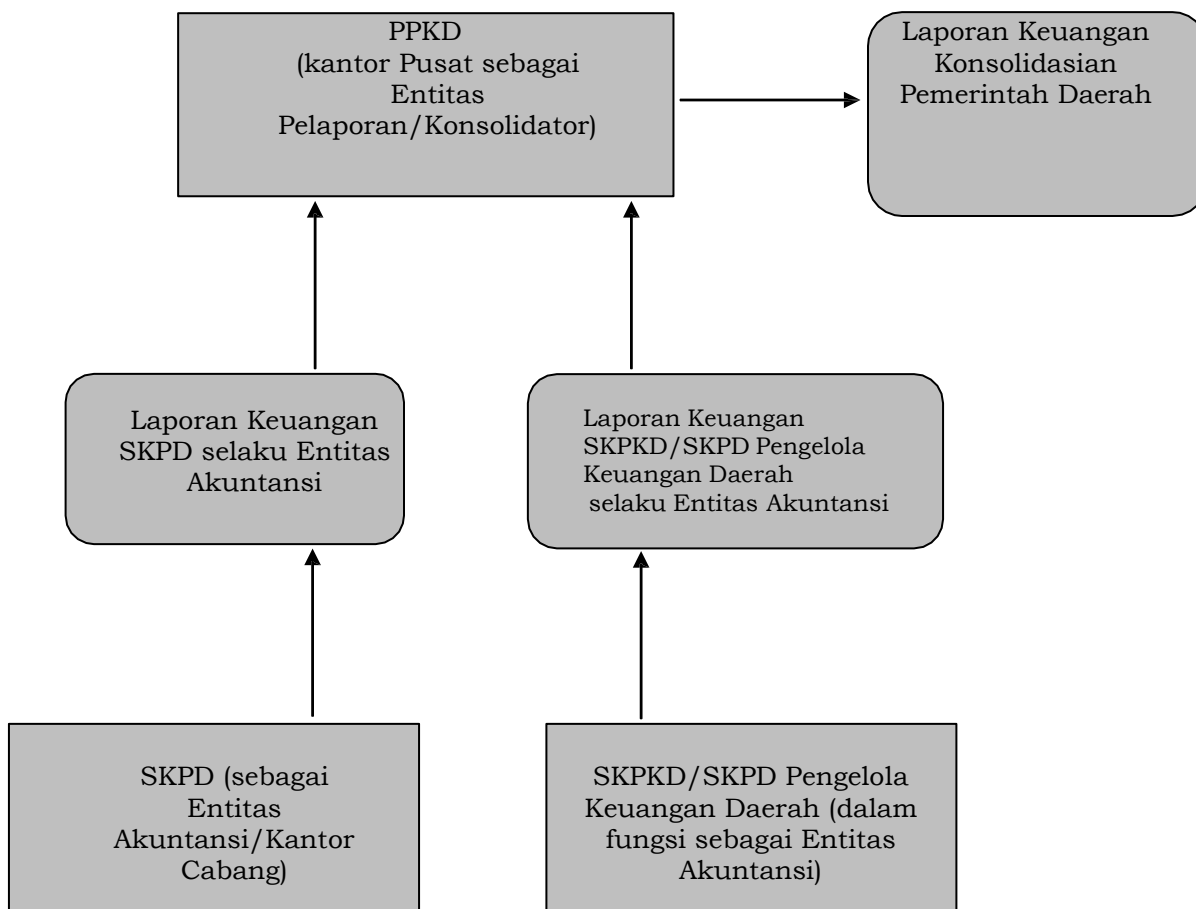 PPKD
(kantor Pusat sebagai
Entitas
Pelaporan/Konsolidator)
Laporan Keuangan
Konsolidasian
Pemerintah Daerah
Laporan Keuangan
SKPD selaku Entitas
Akuntansi
Laporan Keuangan
SKPKD/SKPD Pengelola
Keuangan Daerah
selaku Entitas Akuntansi
SKPD (sebagai
Entitas
Akuntansi/Kantor
Cabang)
SKPKD/SKPD Pengelola
Keuangan Daerah (dalam
fungsi sebagai Entitas
Akuntansi)